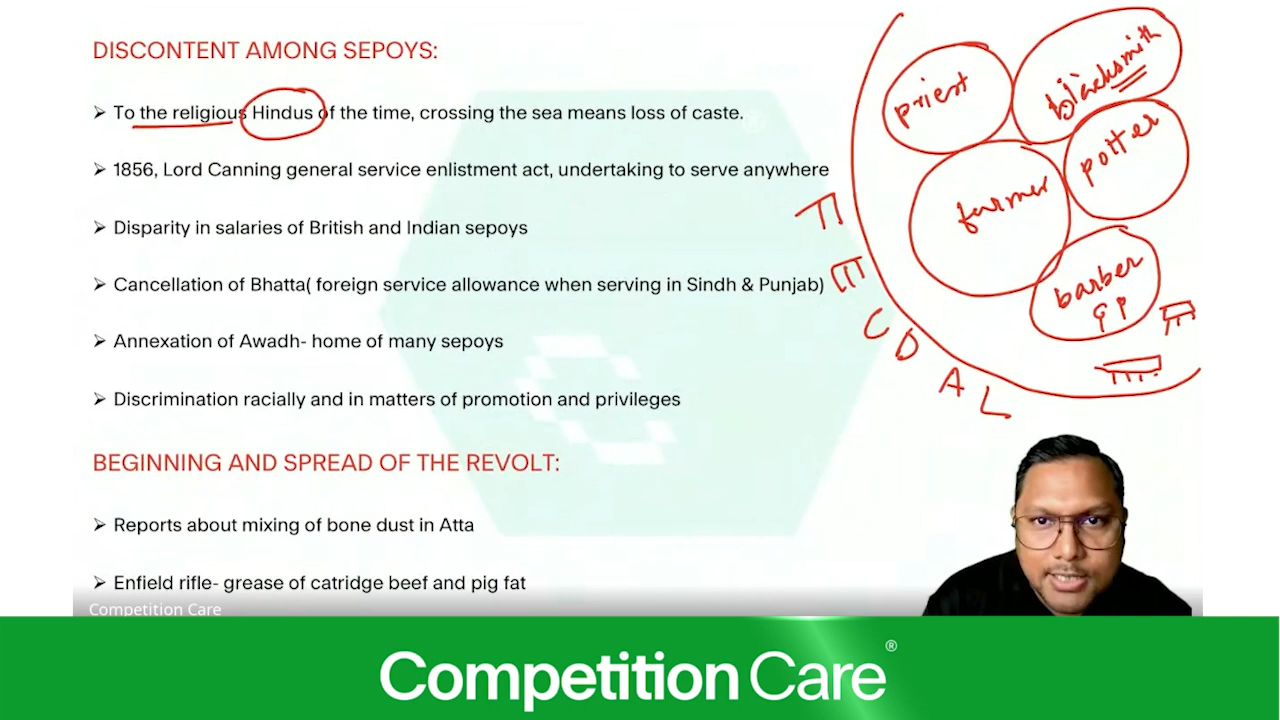 DISCONTENT AMONG SEPOYS:
➢ To the religious Hindus of the time, crossing the sea means loss of caste.
➢ 1856, Lord Canning general service enlistment act, undertaking to serve anywhere
➢ Disparity in salaries of British and Indian sepoys
➢ Cancellation of Bhatta( foreign service allowance when serving in Sindh & Punjab)
➢ Annexation of Awadh- home of many sepoys
➢ Discrimination racially and in matters of promotion and privileges
BEGINNING AND SPREAD OF THE REVOLT:
➢ Reports about mixing of bone dust in Atta
➢ Enfield rifle- grease of catridge beef and pig fat
priest
blacksmith
potter
farmer
barber
F E C D A L
Competition Care
Competition Care®